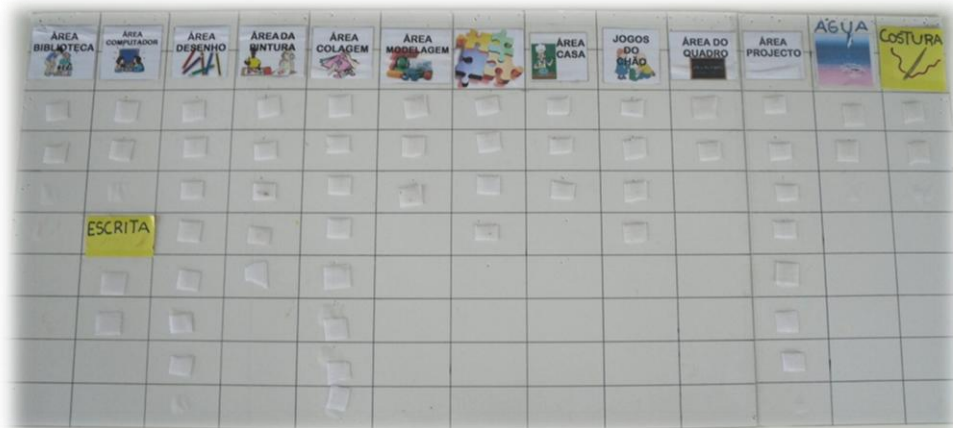 ÁREA
BIBLIOTECA
ÁREA
COMPUTADOR
ÁREA
DESENHO
ÁREA DA
PINTURA
ÁREA
COLAGEM
ÁREA
MODELAGEM
ÁREA
CASA
JOGOS
DO
CHÃO
ÁREA DO
QUADRO
ÁREA
PROJECTO
ÁGUA
COSTURA
ESCRITA